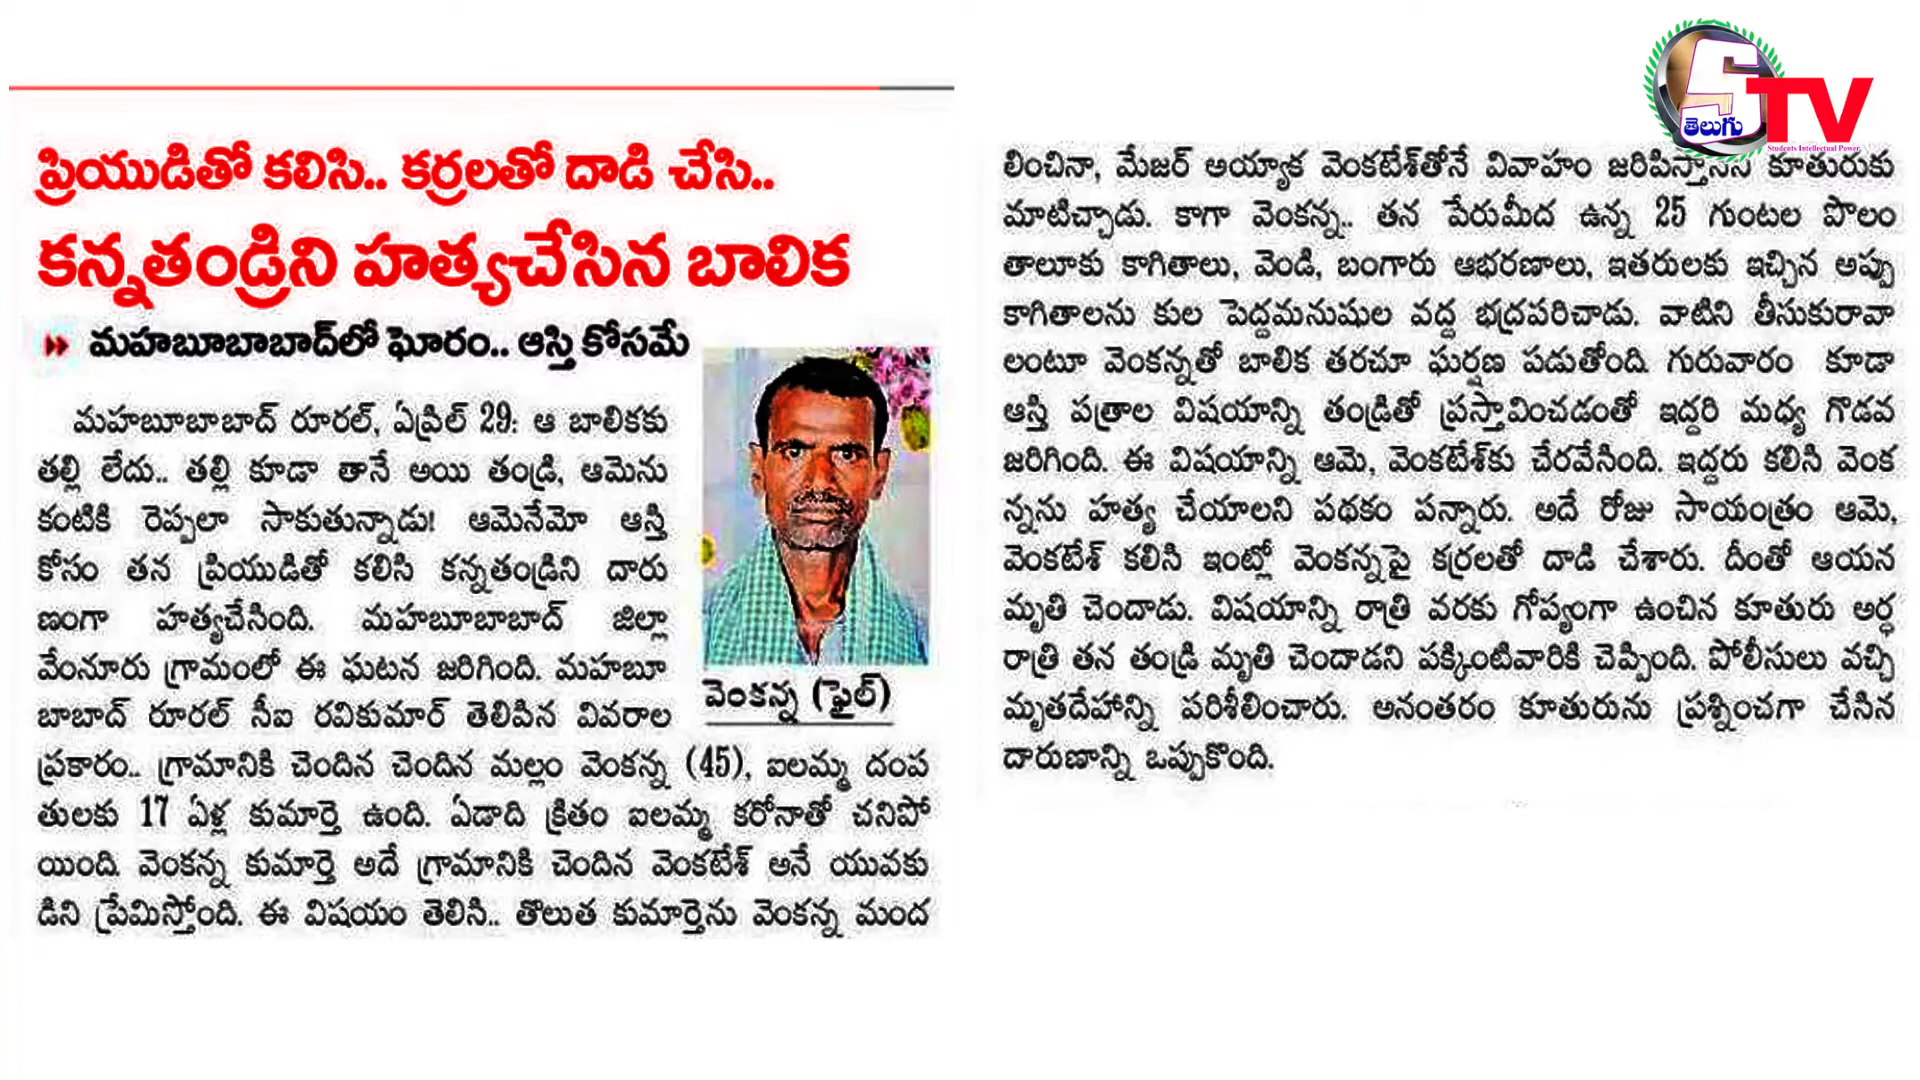 ప్రియుడితో కలిసి.. కర్రలతో దాడి చేసి..
కన్నతండ్రిని హత్యచేసిన బాలిక
మహబూబాబాద్‌లో ఘోరం.. ఆస్తి కోసమే
మహబూబాబాద్ రూరల్, ఏప్రిల్ 29: ఆ బాలికకు
తల్లి లేదు.. తల్లి కూడా తానే అయి తండ్రి, ఆమెను
కంటికి రెప్పలా సాకుతున్నాడు! ఆమెనేమో ఆస్తి
కోసం తన ప్రియుడితో కలిసి కన్నతండ్రిని దారు
ణంగా హత్యచేసింది. మహబూబాబాద్ జిల్లా
వేంనూరు గ్రామంలో ఈ ఘటన జరిగింది. మహబూ
బాబాద్ రూరల్ సీఐ రవికుమార్ తెలిపిన వివరాల
ప్రకారం.. గ్రామానికి చెందిన చెందిన మల్లం వెంకన్న (45), ఐలమ్మ దంప
తులకు 17 ఏళ్ల కుమార్తె ఉంది. ఏడాది క్రితం ఐలమ్మ కరోనాతో చనిపో
యింది. వెంకన్న కుమార్తె అదే గ్రామానికి చెందిన వెంకటేశ్ అనే యువకు
డిని ప్రేమిస్తోంది. ఈ విషయం తెలిసి.. తొలుత కుమార్తెను వెంకన్న మంద
వెంకన్న (ఫైల్)
లించినా, మేజర్ అయ్యాక వెంకటేశ్‌తోనే వివాహం జరిపిస్తానని కూతురుకు
మాటిచ్చాడు. కాగా వెంకన్న.. తన పేరుమీద ఉన్న 25 గుంటల పొలం
తాలూకు కాగితాలు, వెండి, బంగారు ఆభరణాలు, ఇతరులకు ఇచ్చిన అప్పు
కాగితాలను కుల పెద్దమనుషుల వద్ద భద్రపరిచాడు. వాటిని తీసుకురావా
లంటూ వెంకన్నతో బాలిక తరచూ ఘర్షణ పడుతోంది. గురువారం కూడా
ఆస్తి పత్రాల విషయాన్ని తండ్రితో ప్రస్తావించడంతో ఇద్దరి మధ్య గొడవ
జరిగింది. ఈ విషయాన్ని ఆమె, వెంకటేశ్‌కు చేరవేసింది. ఇద్దరు కలిసి వెంక
న్నను హత్య చేయాలని పథకం పన్నారు. అదే రోజు సాయంత్రం ఆమె,
వెంకటేశ్ కలిసి ఇంట్లో వెంకన్నపై కర్రలతో దాడి చేశారు. దీంతో ఆయన
మృతి చెందాడు. విషయాన్ని రాత్రి వరకు గోప్యంగా ఉంచిన కూతురు అర్ధ
రాత్రి తన తండ్రి మృతి చెందాడని పక్కింటివారికి చెప్పింది. పోలీసులు వచ్చి
మృతదేహాన్ని పరిశీలించారు. అనంతరం కూతురును ప్రశ్నించగా చేసిన
దారుణాన్ని ఒప్పుకొంది.
S TV
తెలుగు
Students Intellectual Power.